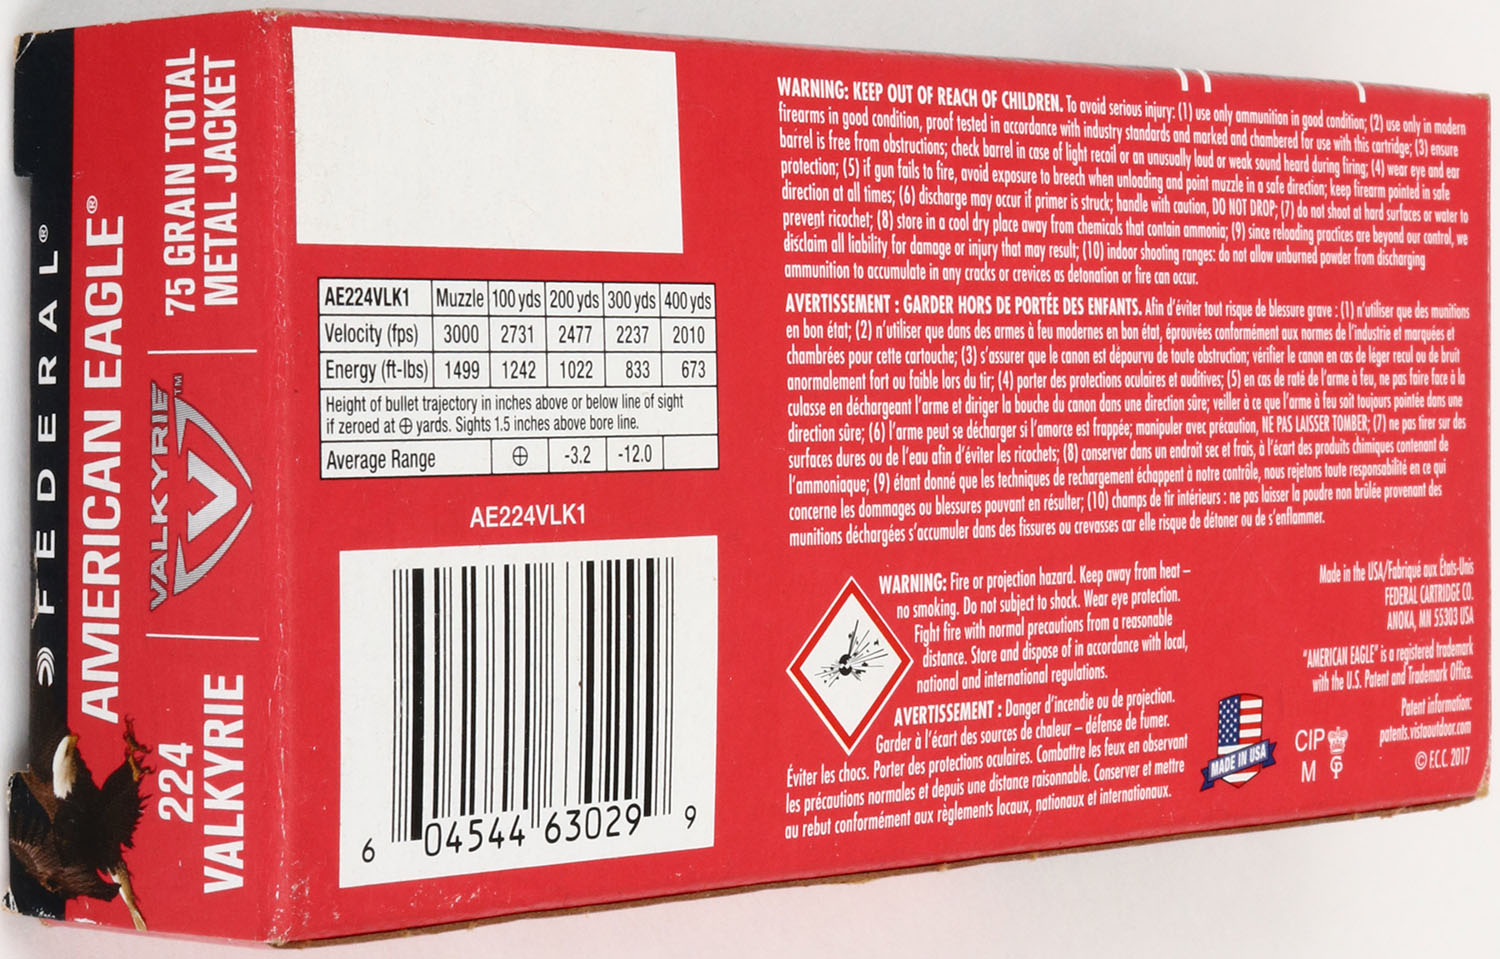 FEDERAL®
AMERICAN EAGLE®
75 GRAIN TOTAL
METAL JACKET
VALKYRIE™
224
VALKYRIE
AE224VLK1 Muzzle 100 yds 200 yds 300 yds 400 yds
Velocity (fps) 3000 2731 2477 2237 2010
Energy (ft-lbs) 1499 1242 1022 833 673
Height of bullet trajectory in inches above or below line of sight
if zeroed at ⊕ yards. Sights 1.5 inches above bore line.
Average Range ⊕ -3.2 -12.0
AE224VLK1
6 04544 63029 9
WARNING: KEEP OUT OF REACH OF CHILDREN. To avoid serious injury: (1) use only ammunition in good condition; (2) use only in modern
firearms in good condition, proof tested in accordance with industry standards and marked and chambered for use with this cartridge; (3) ensure
barrel is free from obstructions; check barrel in case of light recoil or an unusually loud or weak sound heard during firing; (4) wear eye and ear
protection; (5) if gun fails to fire, avoid exposure to breech when unloading and point muzzle in a safe direction; keep firearm pointed in safe
direction at all times; (6) discharge may occur if primer is struck; handle with caution, DO NOT DROP; (7) do not shoot at hard surfaces or water to
prevent ricochet; (8) store in a cool dry place away from chemicals that contain ammonia; (9) since reloading practices are beyond our control, we
disclaim all liability for damage or injury that may result; (10) indoor shooting ranges: do not allow unburned powder from discharging
ammunition to accumulate in any cracks or crevices as detonation or fire can occur.
AVERTISSEMENT : GARDER HORS DE PORTÉE DES ENFANTS. Afin d'éviter tout risque de blessure grave : (1) n'utiliser que des munitions
en bon état; (2) n'utiliser que dans des armes à feu modernes en bon état, éprouvées conformément aux normes de l'industrie et marquées et
chambrées pour cette cartouche; (3) s'assurer que le canon est dépourvu de toute obstruction; vérifier le canon en cas de léger recul ou de bruit
anormalement fort ou faible lors du tir; (4) porter des protections oculaires et auditives; (5) en cas de raté de l'arme à feu, ne pas faire face à la
culasse en déchargeant l'arme et diriger la bouche du canon dans une direction sûre; veiller à ce que l'arme à feu soit toujours pointée dans une
direction sûre; (6) l'arme peut se décharger si l'amorce est frappée; manipuler avec précaution, NE PAS LAISSER TOMBER; (7) ne pas tirer sur des
surfaces dures ou de l'eau afin d'éviter les ricochets; (8) conserver dans un endroit sec et frais, à l'écart des produits chimiques contenant de
l'ammoniaque; (9) étant donné que les techniques de rechargement échappent à notre contrôle, nous rejetons toute responsabilité en ce qui
concerne les dommages ou blessures pouvant en résulter; (10) champs de tir intérieurs : ne pas laisser la poudre non brûlée provenant des
munitions déchargées s'accumuler dans des fissures ou crevasses car elle risque de détoner ou de s'enflammer.
WARNING: Fire or projection hazard. Keep away from heat –
no smoking. Do not subject to shock. Wear eye protection.
Fight fire with normal precautions from a reasonable
distance. Store and dispose of in accordance with local,
national and international regulations.
AVERTISSEMENT : Danger d'incendie ou de projection.
Garder à l'écart des sources de chaleur – défense de fumer.
Éviter les chocs. Porter des protections oculaires. Combattre les feux en observant
les précautions normales et depuis une distance raisonnable. Conserver et mettre
au rebut conformément aux règlements locaux, nationaux et internationaux.
Made in the USA/Fabriqué aux États-Unis
FEDERAL CARTRIDGE CO.
ANOKA, MN 55303 USA
"AMERICAN EAGLE" is a registered trademark
with the U.S. Patent and Trademark Office.
Patent information:
patents.vistaoutdoor.com
© F.C.C. 2017
MADE IN USA
CIP
M